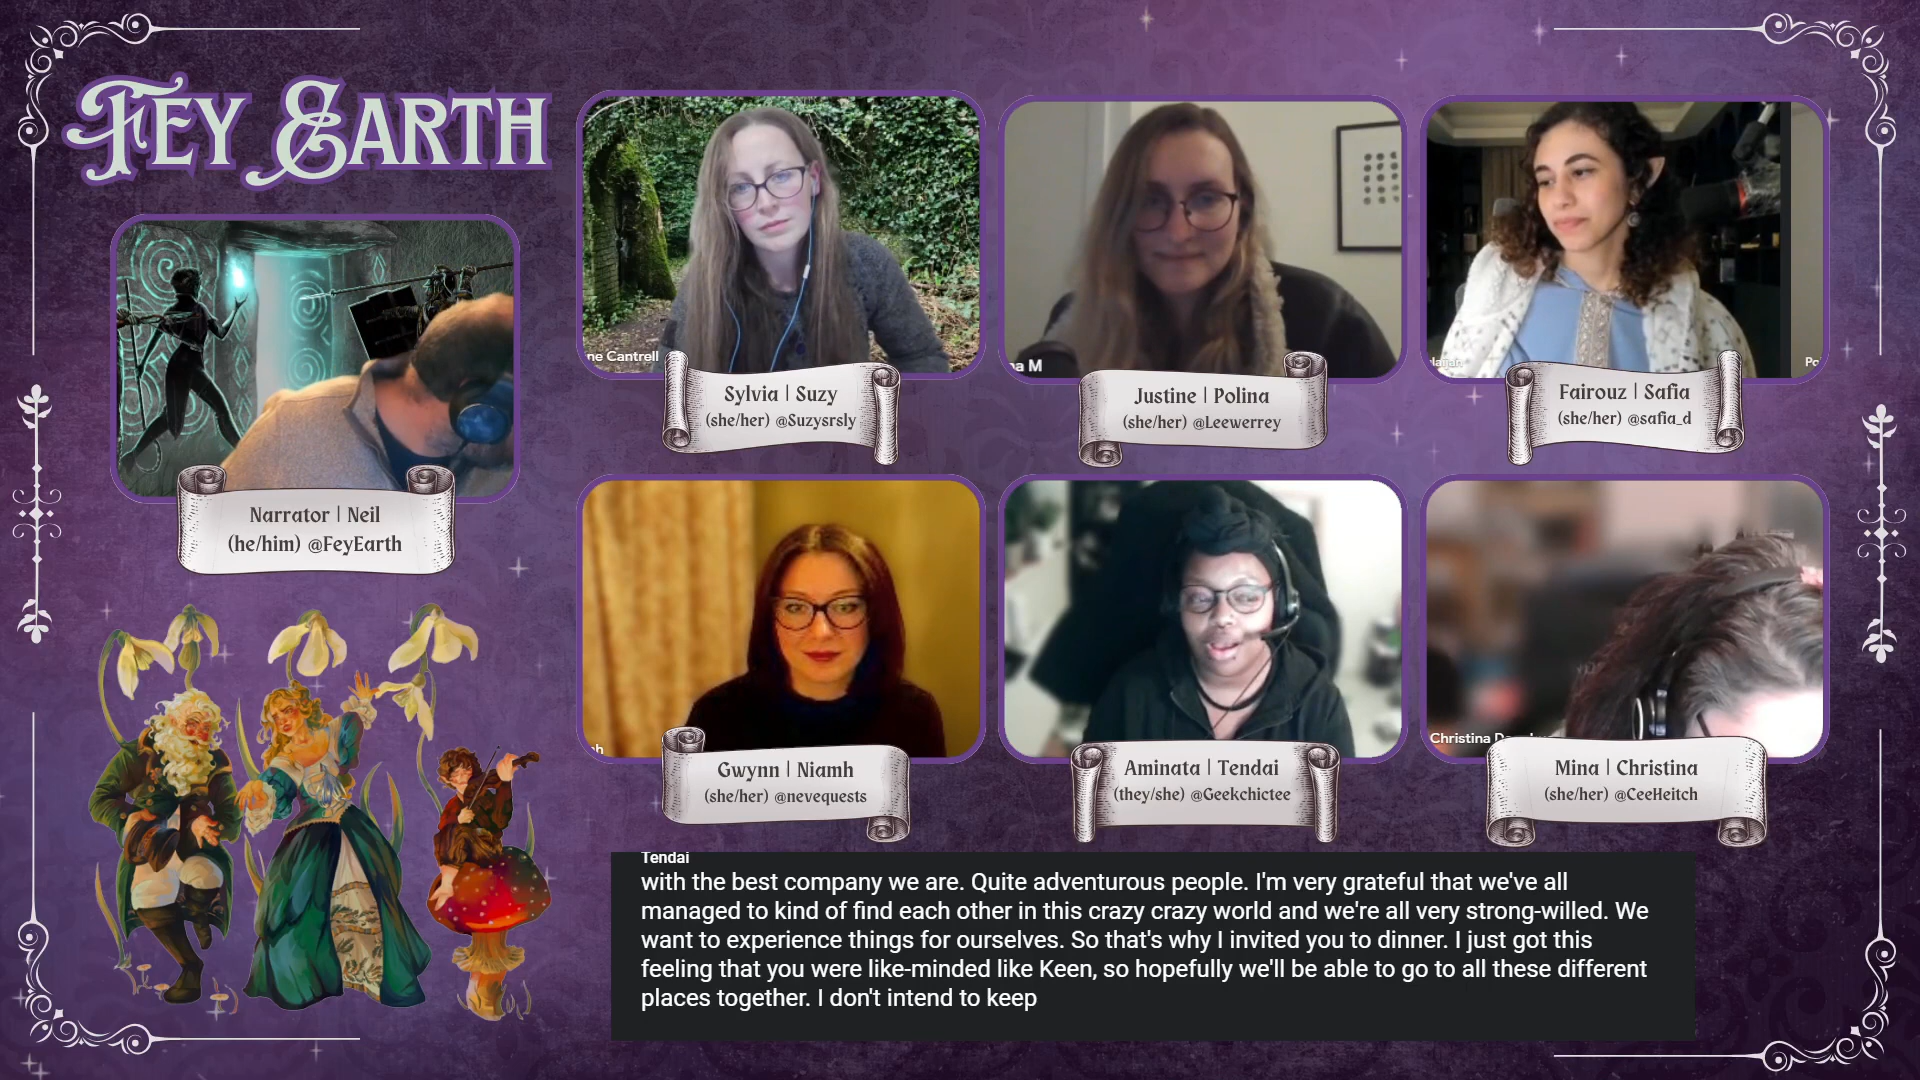 FEY EARTH
Narrator | Neil
(he/him) @FeyEarth
ne Cantrell
Sylvia | Suzy
(she/her) @Suzysrsly
na M
Justine | Polina
(she/her) @Leewerrey
Po
Fairouz | Safia
(she/her) @safia_d
Gwynn | Niamh
(she/her) @nevequests
Aminata | Tendai
(they/she) @Geekchictee
Christina
Mina | Christina
(she/her) @CeeHeitch
Tendai
with the best company we are. Quite adventurous people. I'm very grateful that we've all
managed to kind of find each other in this crazy crazy world and we're all very strong-willed. We
want to experience things for ourselves. So that's why I invited you to dinner. I just got this
feeling that you were like-minded like Keen, so hopefully we'll be able to go to all these different
places together. I don't intend to keep